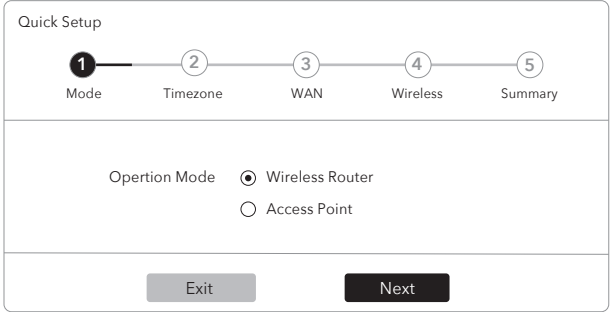 Quick Setup
1 2 3 4 5
Mode Timezone WAN Wireless Summary
Opertion Mode Wireless Router
Access Point
Exit Next